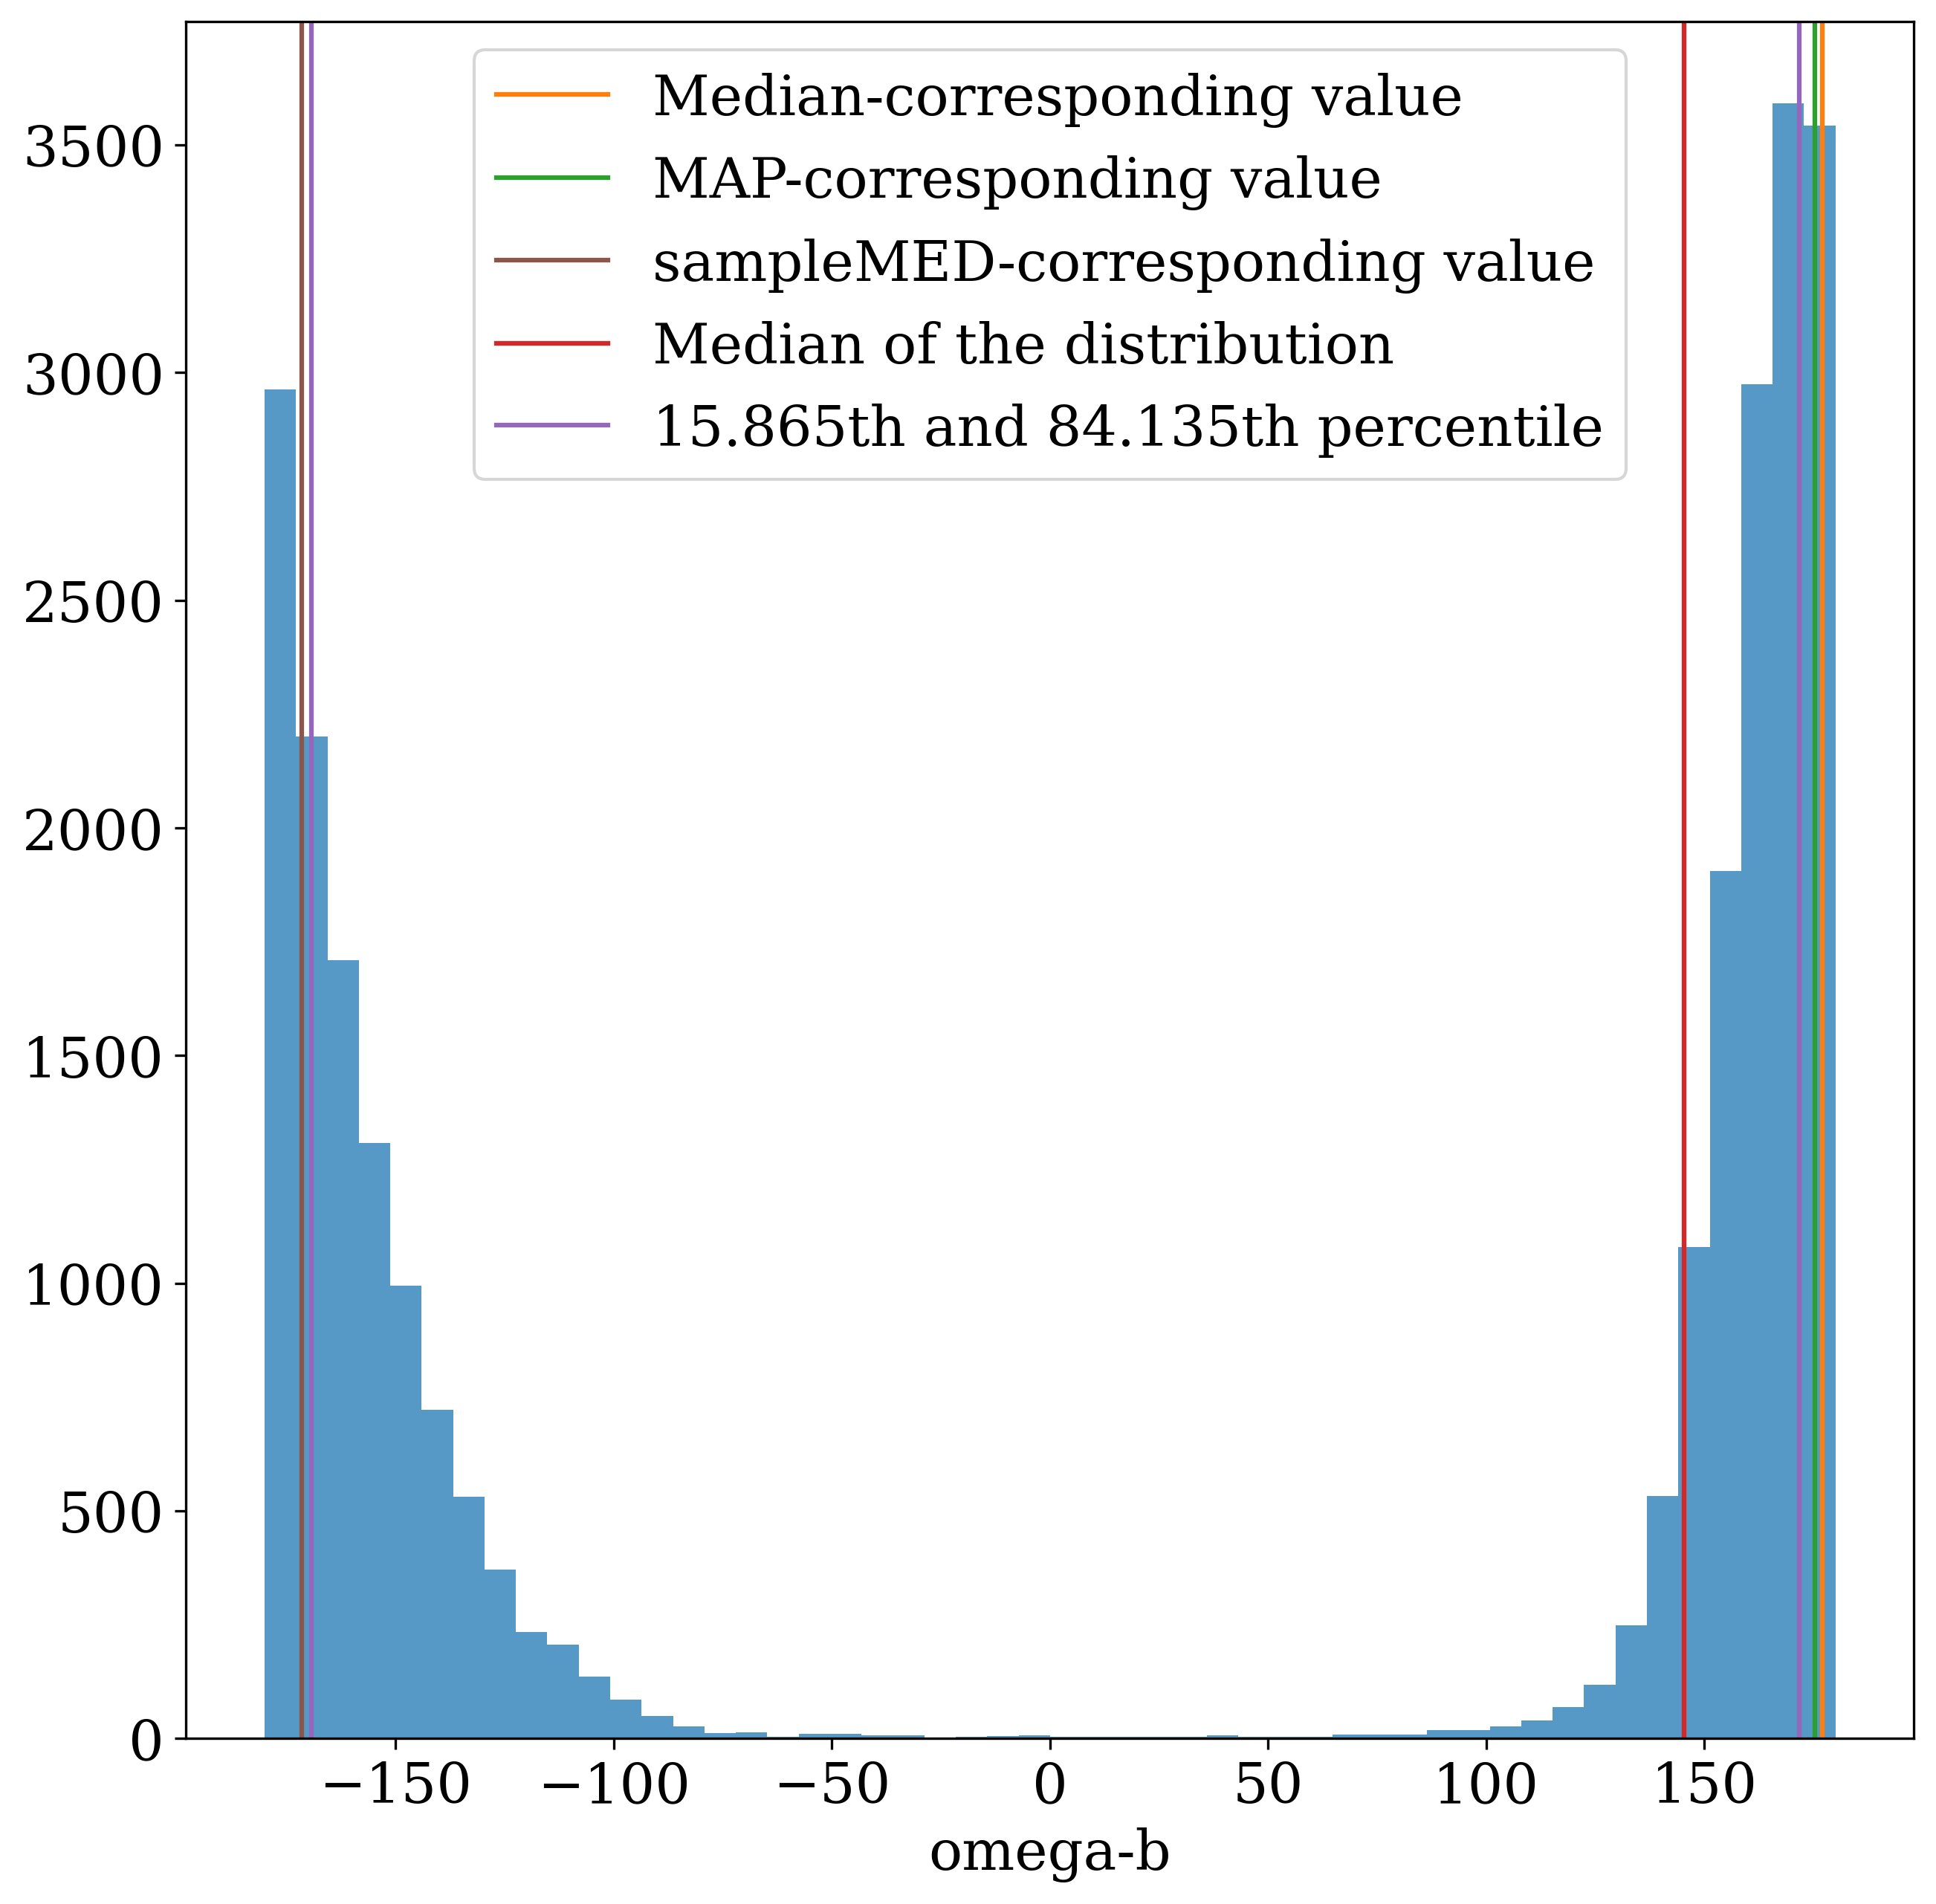 Median-corresponding value
MAP-corresponding value
sampleMED-corresponding value
Median of the distribution
15.865th and 84.135th percentile
3500
3000
2500
2000
1500
1000
500
0
−150 −100 −50 0 50 100 150
omega-b